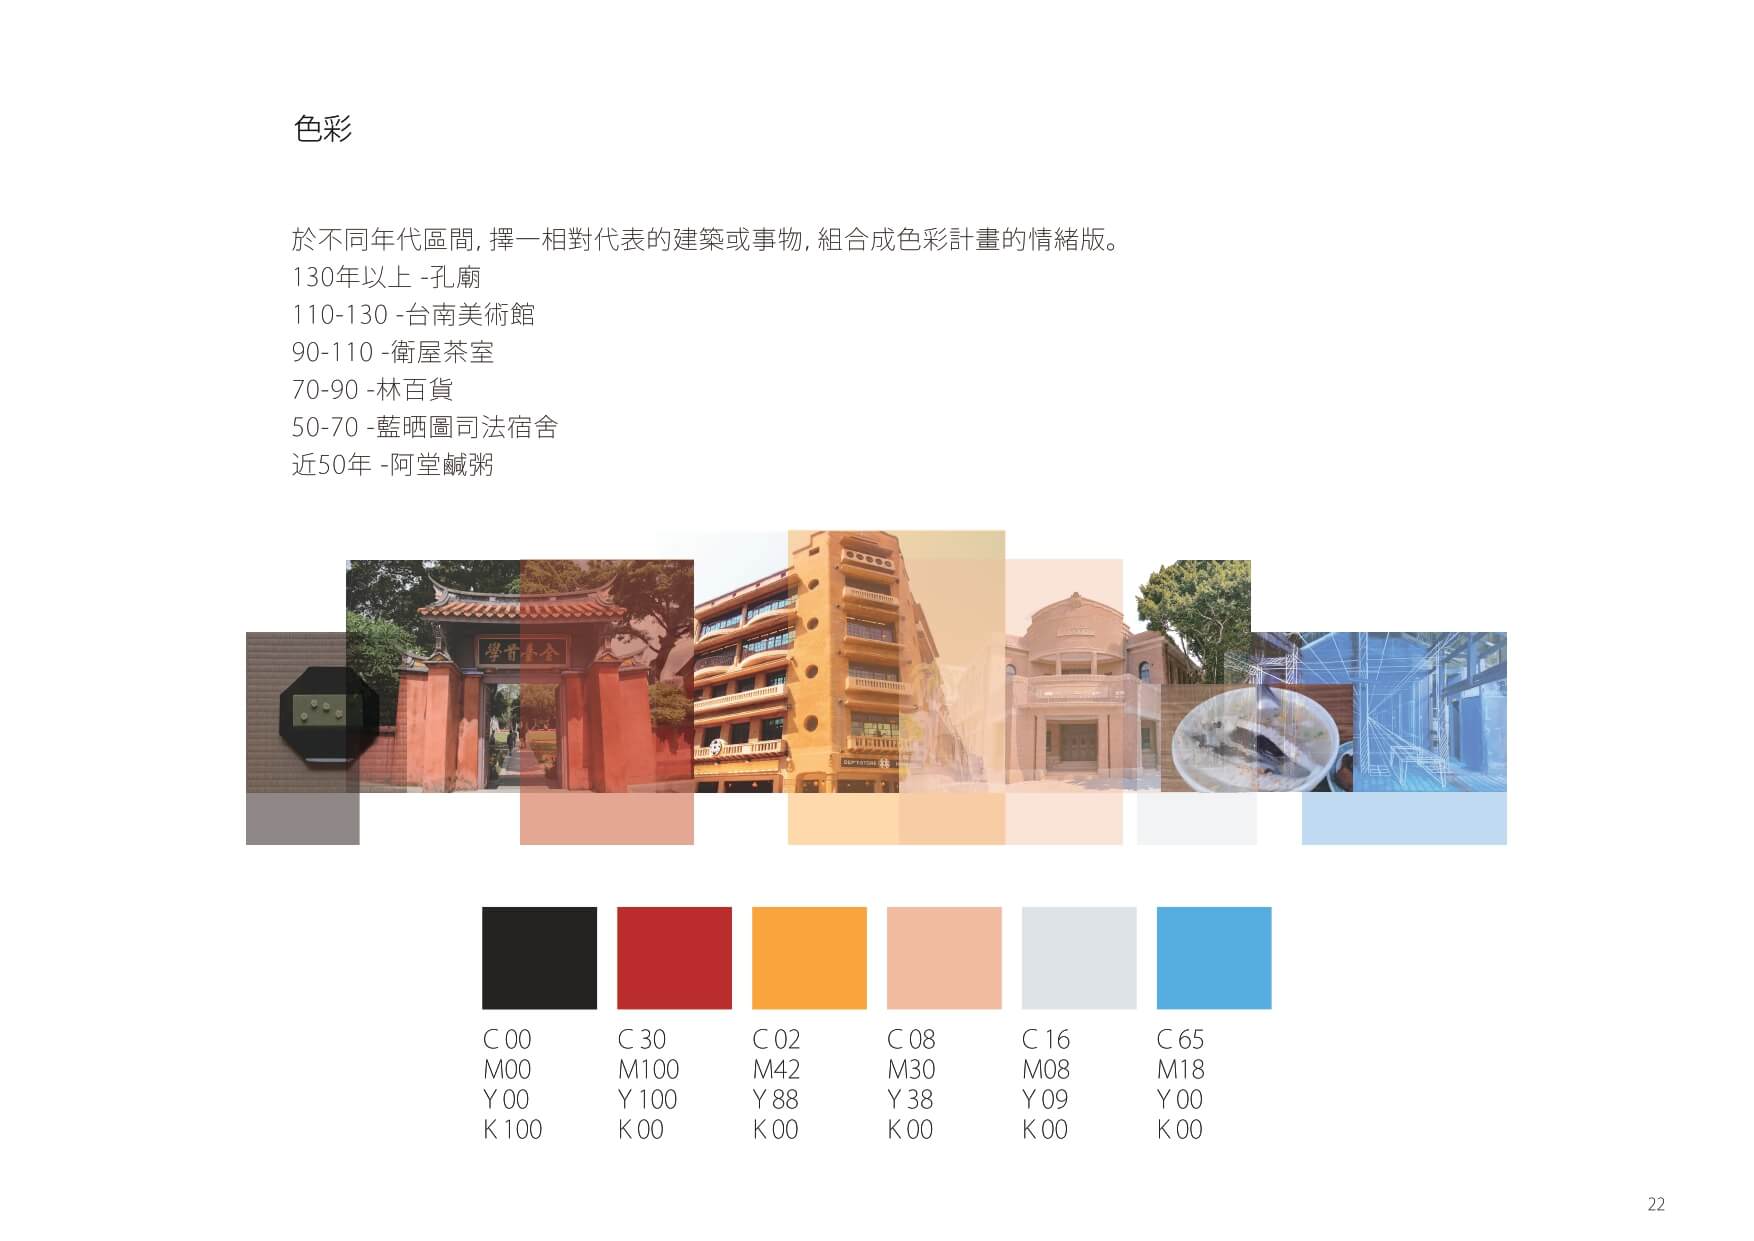 色彩
於不同年代區間, 擇一相對代表的建築或事物, 組合成色彩計畫的情緒版。
130年以上 -孔廟
110-130 -台南美術館
90-110 -衛屋茶室
70-90 -林百貨
50-70 -藍晒圖司法宿舍
近50年 -阿堂鹹粥
學首臺全
DEPTSTORE 林
C 00 C 30 C 02 C 08 C 16 C 65
M00 M100 M42 M30 M08 M18
Y 00 Y 100 Y 88 Y 38 Y 09 Y 00
K 100 K 00 K 00 K 00 K 00 K 00
22